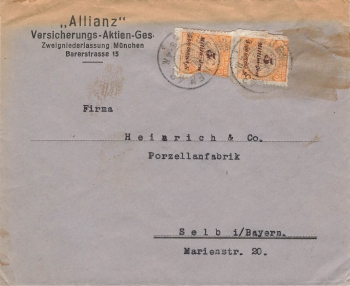 „Allianz"
Versicherungs-Aktien-Ges.
Zweigniederlassung München
Barerstrasse 15
Firma
Heinrich & Co.
Porzellanfabrik
Selb i/Bayern.
Marienstr. 20.